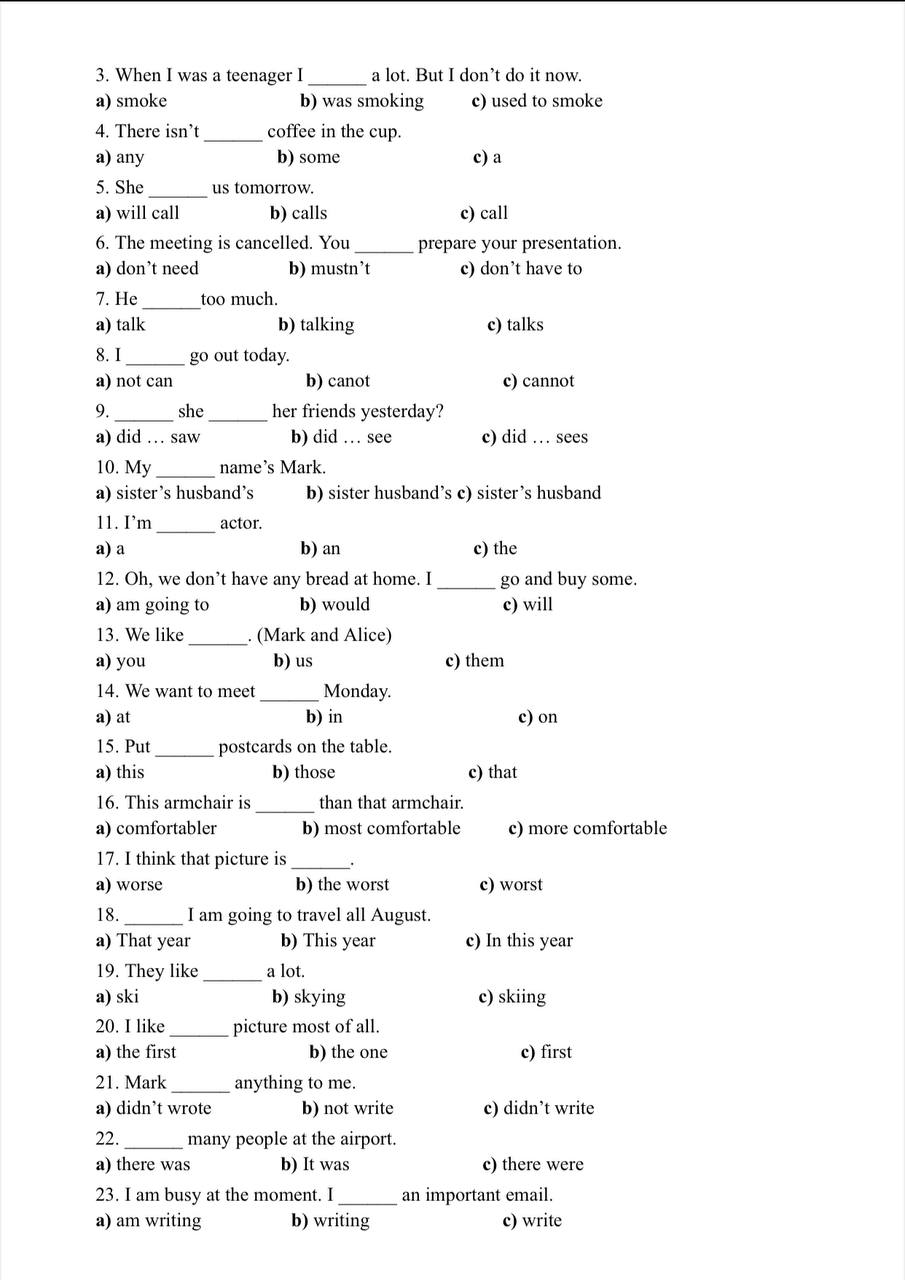 3. When I was a teenager I ______ a lot. But I don’t do it now.
a) smoke b) was smoking c) used to smoke
4. There isn’t ______ coffee in the cup.
a) any b) some c) a
5. She ______ us tomorrow.
a) will call b) calls c) call
6. The meeting is cancelled. You ______ prepare your presentation.
a) don’t need b) mustn’t c) don’t have to
7. He ______too much.
a) talk b) talking c) talks
8. I ______ go out today.
a) not can b) canot c) cannot
9. ______ she ______ her friends yesterday?
a) did … saw b) did … see c) did … sees
10. My ______ name’s Mark.
a) sister’s husband’s b) sister husband’s c) sister’s husband
11. I’m ______ actor.
a) a b) an c) the
12. Oh, we don’t have any bread at home. I ______ go and buy some.
a) am going to b) would c) will
13. We like ______. (Mark and Alice)
a) you b) us c) them
14. We want to meet ______ Monday.
a) at b) in c) on
15. Put ______ postcards on the table.
a) this b) those c) that
16. This armchair is ______ than that armchair.
a) comfortabler b) most comfortable c) more comfortable
17. I think that picture is ______.
a) worse b) the worst c) worst
18. ______ I am going to travel all August.
a) That year b) This year c) In this year
19. They like ______ a lot.
a) ski b) skying c) skiing
20. I like ______ picture most of all.
a) the first b) the one c) first
21. Mark ______ anything to me.
a) didn’t wrote b) not write c) didn’t write
22. ______ many people at the airport.
a) there was b) It was c) there were
23. I am busy at the moment. I ______ an important email.
a) am writing b) writing c) write